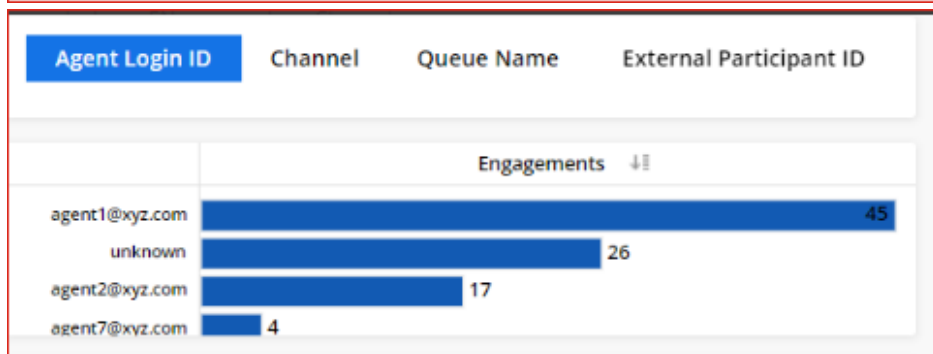 Agent Login ID Channel Queue Name External Participant ID
Engagements
agent1@xyz.com 45
unknown 26
agent2@xyz.com 17
agent7@xyz.com 4